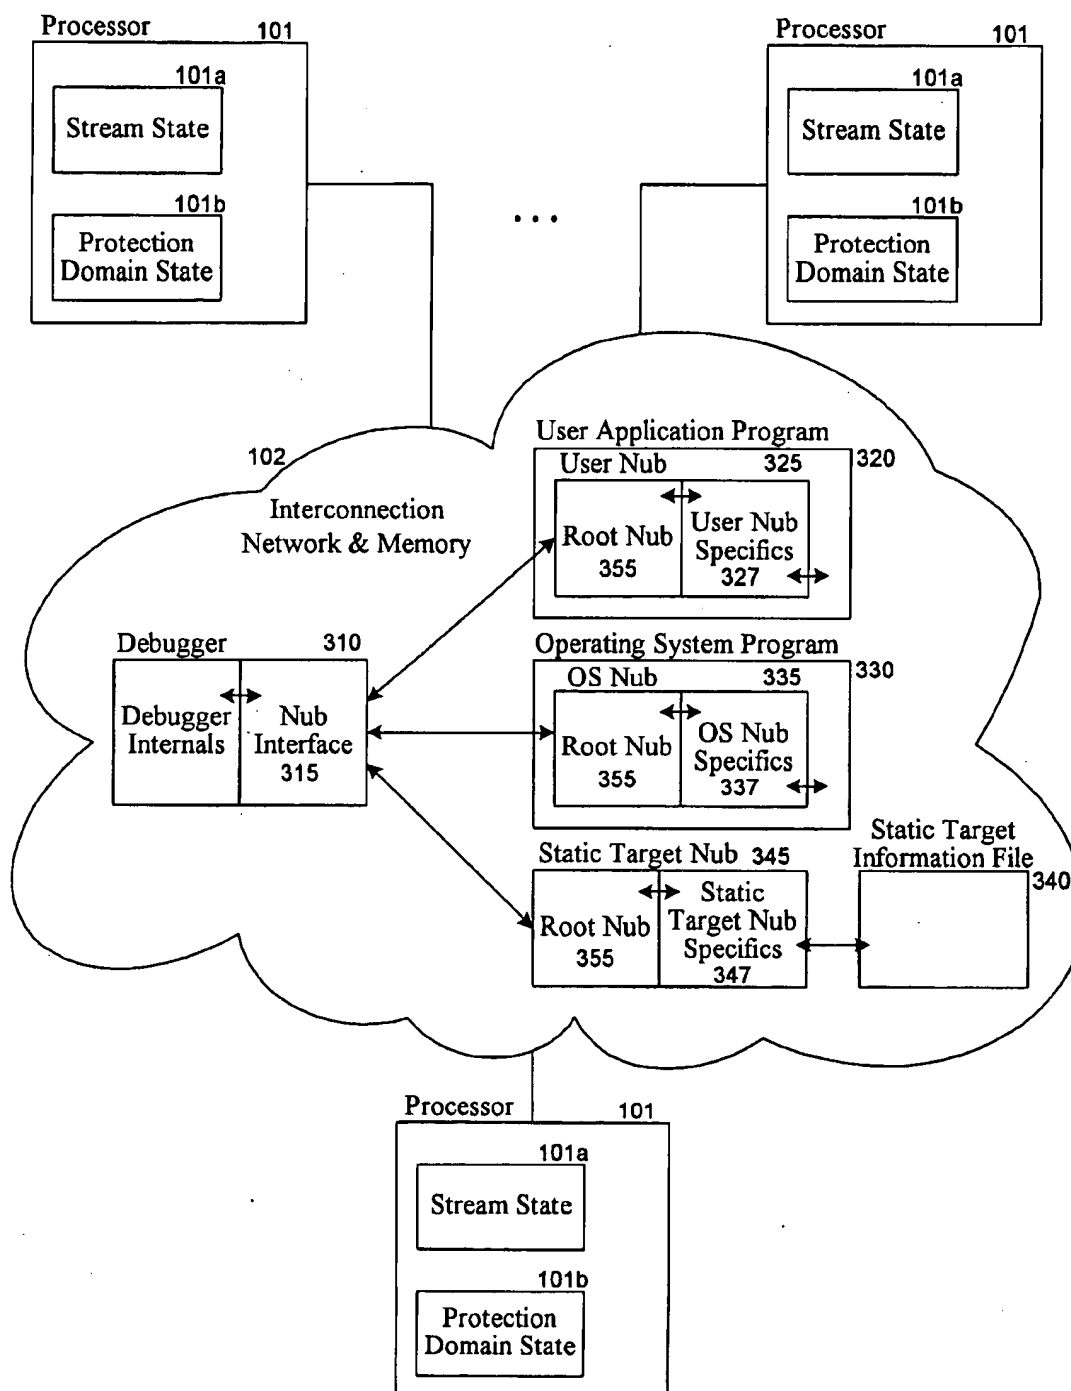 Processor 101
101a
Stream State
101b
Protection
Domain State
...
Processor 101
101a
Stream State
101b
Protection
Domain State
102
Interconnection
Network & Memory
User Application Program
320
User Nub 325
Root Nub
355
User Nub
Specifics
327
Debugger 310
Debugger
Internals
Nub
Interface
315
Operating System Program
330
OS Nub 335
Root Nub
355
OS Nub
Specifics
337
Static Target Nub 345
Root Nub
355
Static
Target Nub
Specifics
347
Static Target
Information File
340
Processor 101
101a
Stream State
101b
Protection
Domain State